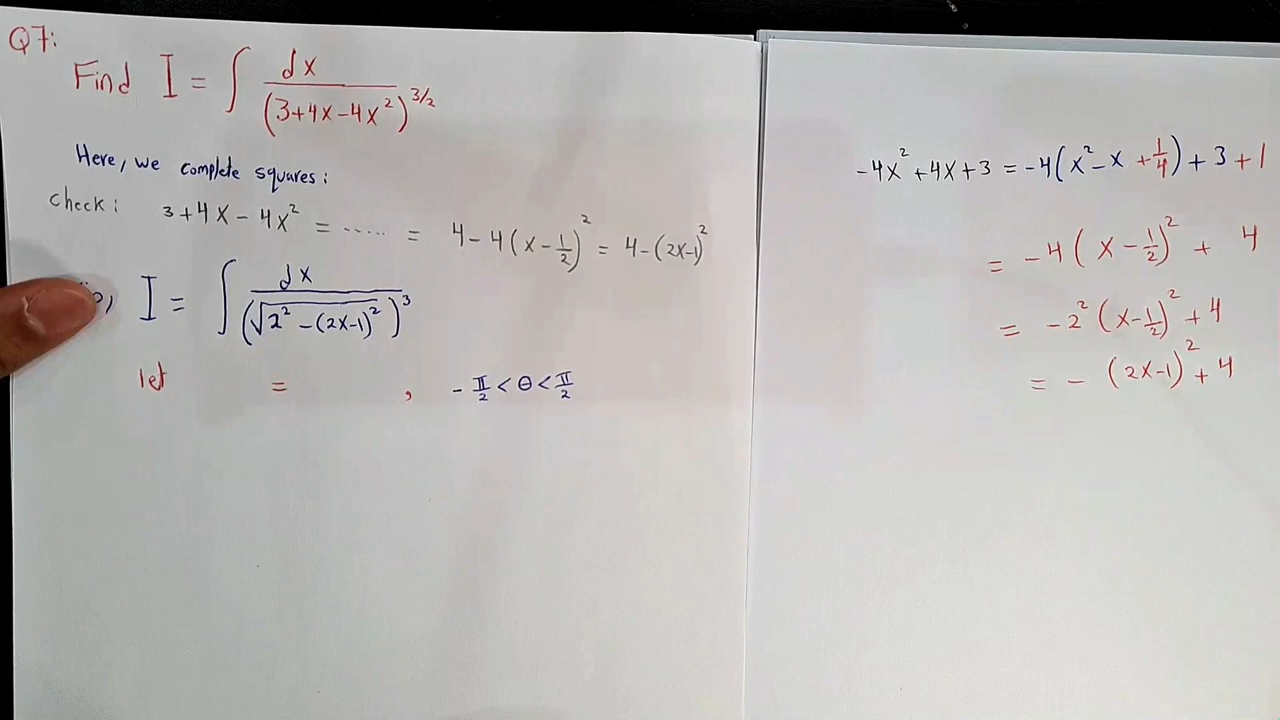 Q7:
Find I = ∫ dx / (3+4x-4x²)^3/2
Here, we complete squares:
check: 3+4x-4x² = ..... = 4-4(x-1/2)² = 4-(2x-1)²
I = ∫ dx / (√(2²-(2x-1)²))³
let = , -π/2 < θ < π/2
-4x²+4x+3 = -4(x²-x+1/4)+3+1
= -4(x-1/2)²+4
= -2²(x-1/2)²+4
= -(2x-1)²+4